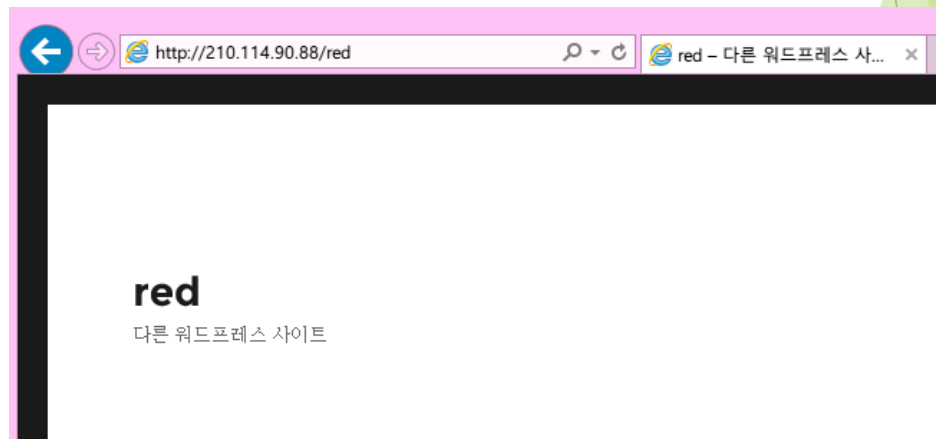 http://210.114.90.88/red
red – 다른 워드프레스 사...
red
다른 워드프레스 사이트